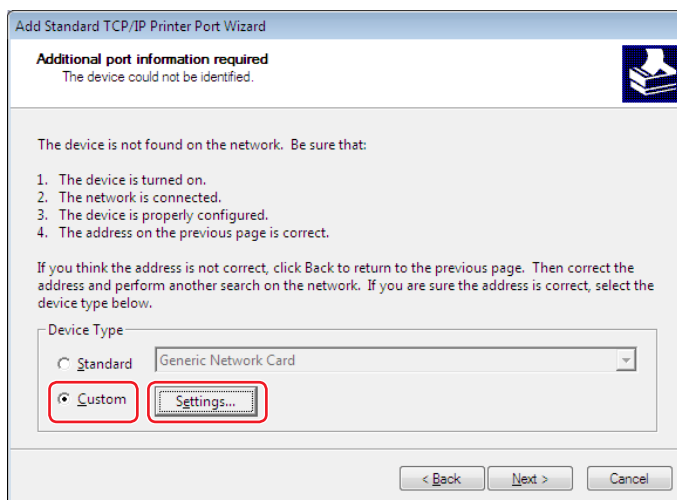 Add Standard TCP/IP Printer Port Wizard
Additional port information required
The device could not be identified.
The device is not found on the network.  Be sure that:
1.  The device is turned on.
2.  The network is connected.
3.  The device is properly configured.
4.  The address on the previous page is correct.
If you think the address is not correct, click Back to return to the previous page.  Then correct the
address and perform another search on the network.  If you are sure the address is correct, select the
device type below.
Device Type
Standard
Generic Network Card
Custom
Settings...
< Back
Next >
Cancel